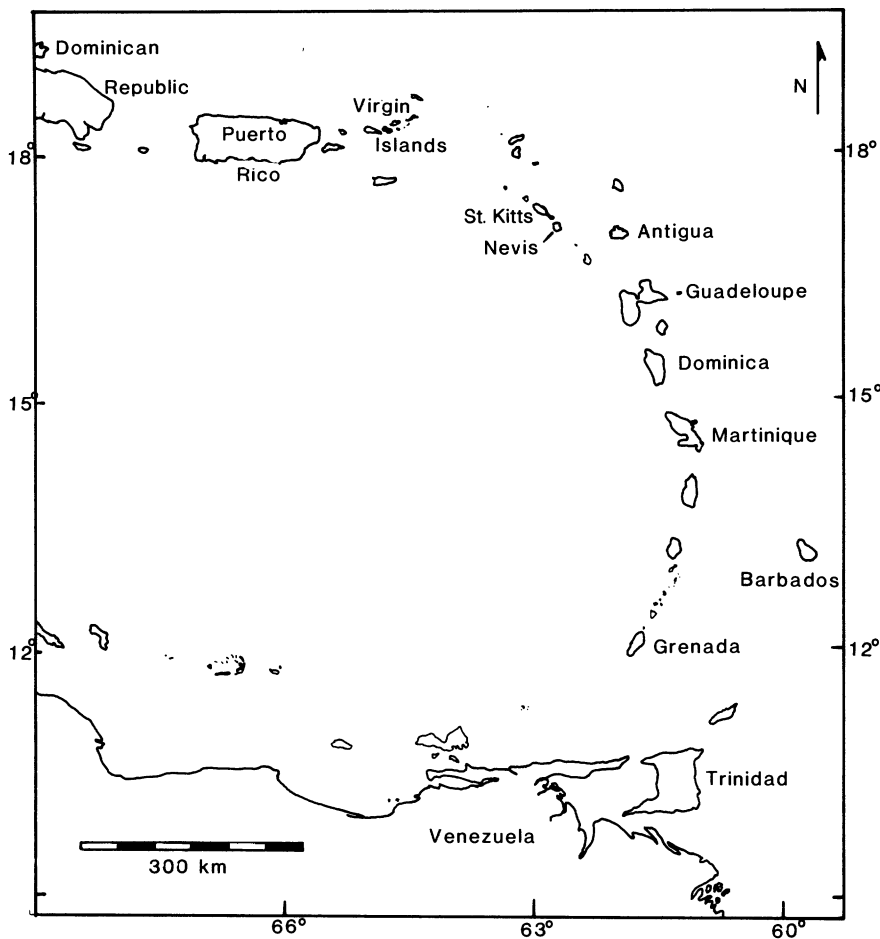 Dominican
Republic
N
Virgin
Islands
Puerto
Rico
18°
18°
St. Kitts
Nevis
Antigua
Guadeloupe
Dominica
15°
15°
Martinique
Barbados
12°
Grenada
12°
Trinidad
Venezuela
300 km
66°
63°
60°